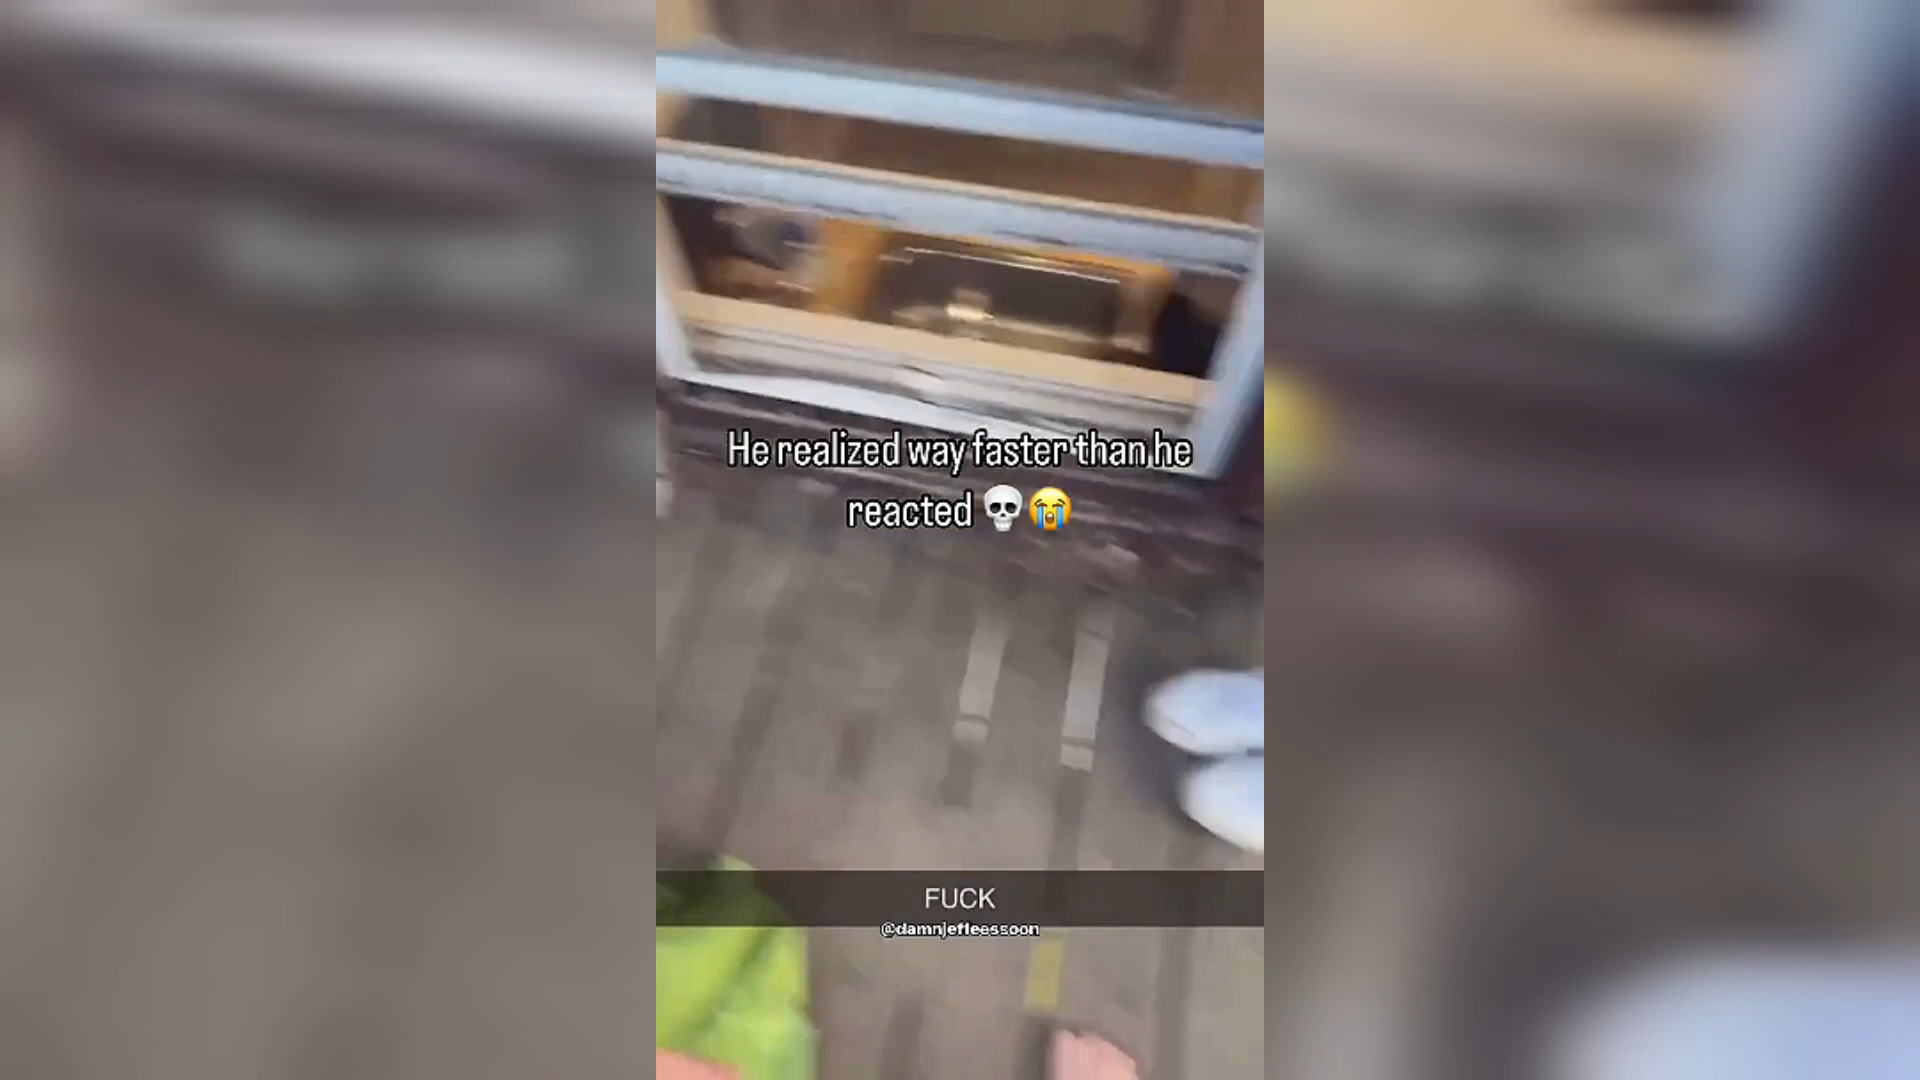 He realized way faster than he
reacted 💀😭
FUCK
@damnjefleessoon